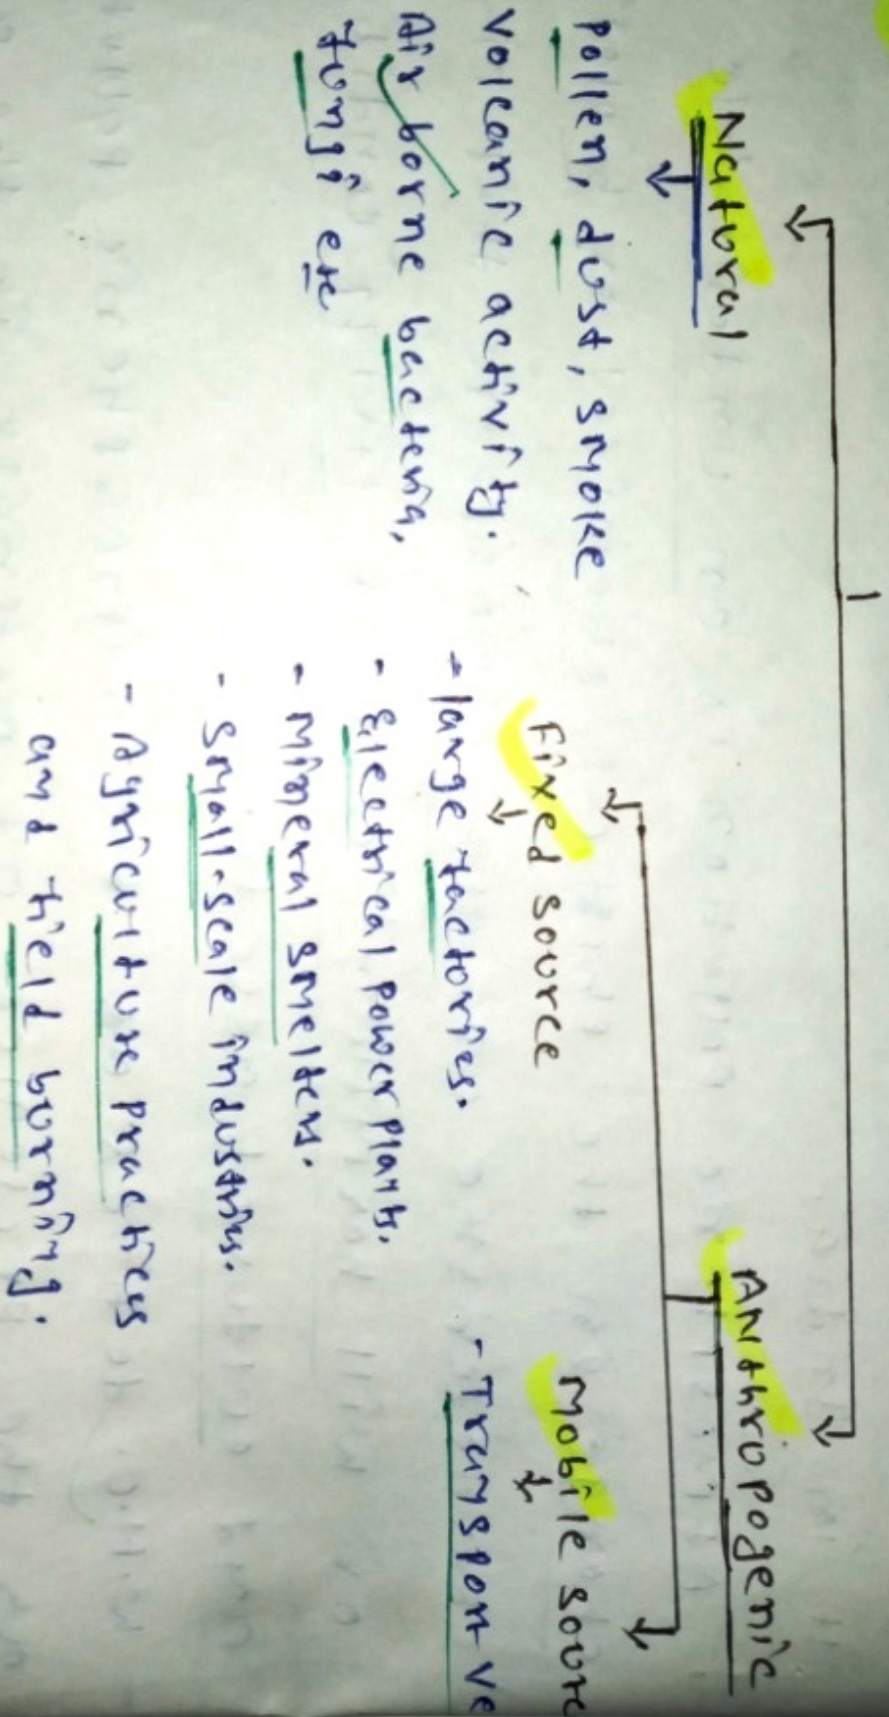 Natural
Pollen, dust, smoke
volcanic activity.
Air borne bacteria,
fungi etc
Anthropogenic
Fixed source
- large factories.
- Electrical power plants.
- Mineral smelters.
- Small-scale industries.
- Agriculture practices
and field burning.
Mobile sourc
- Transport ve